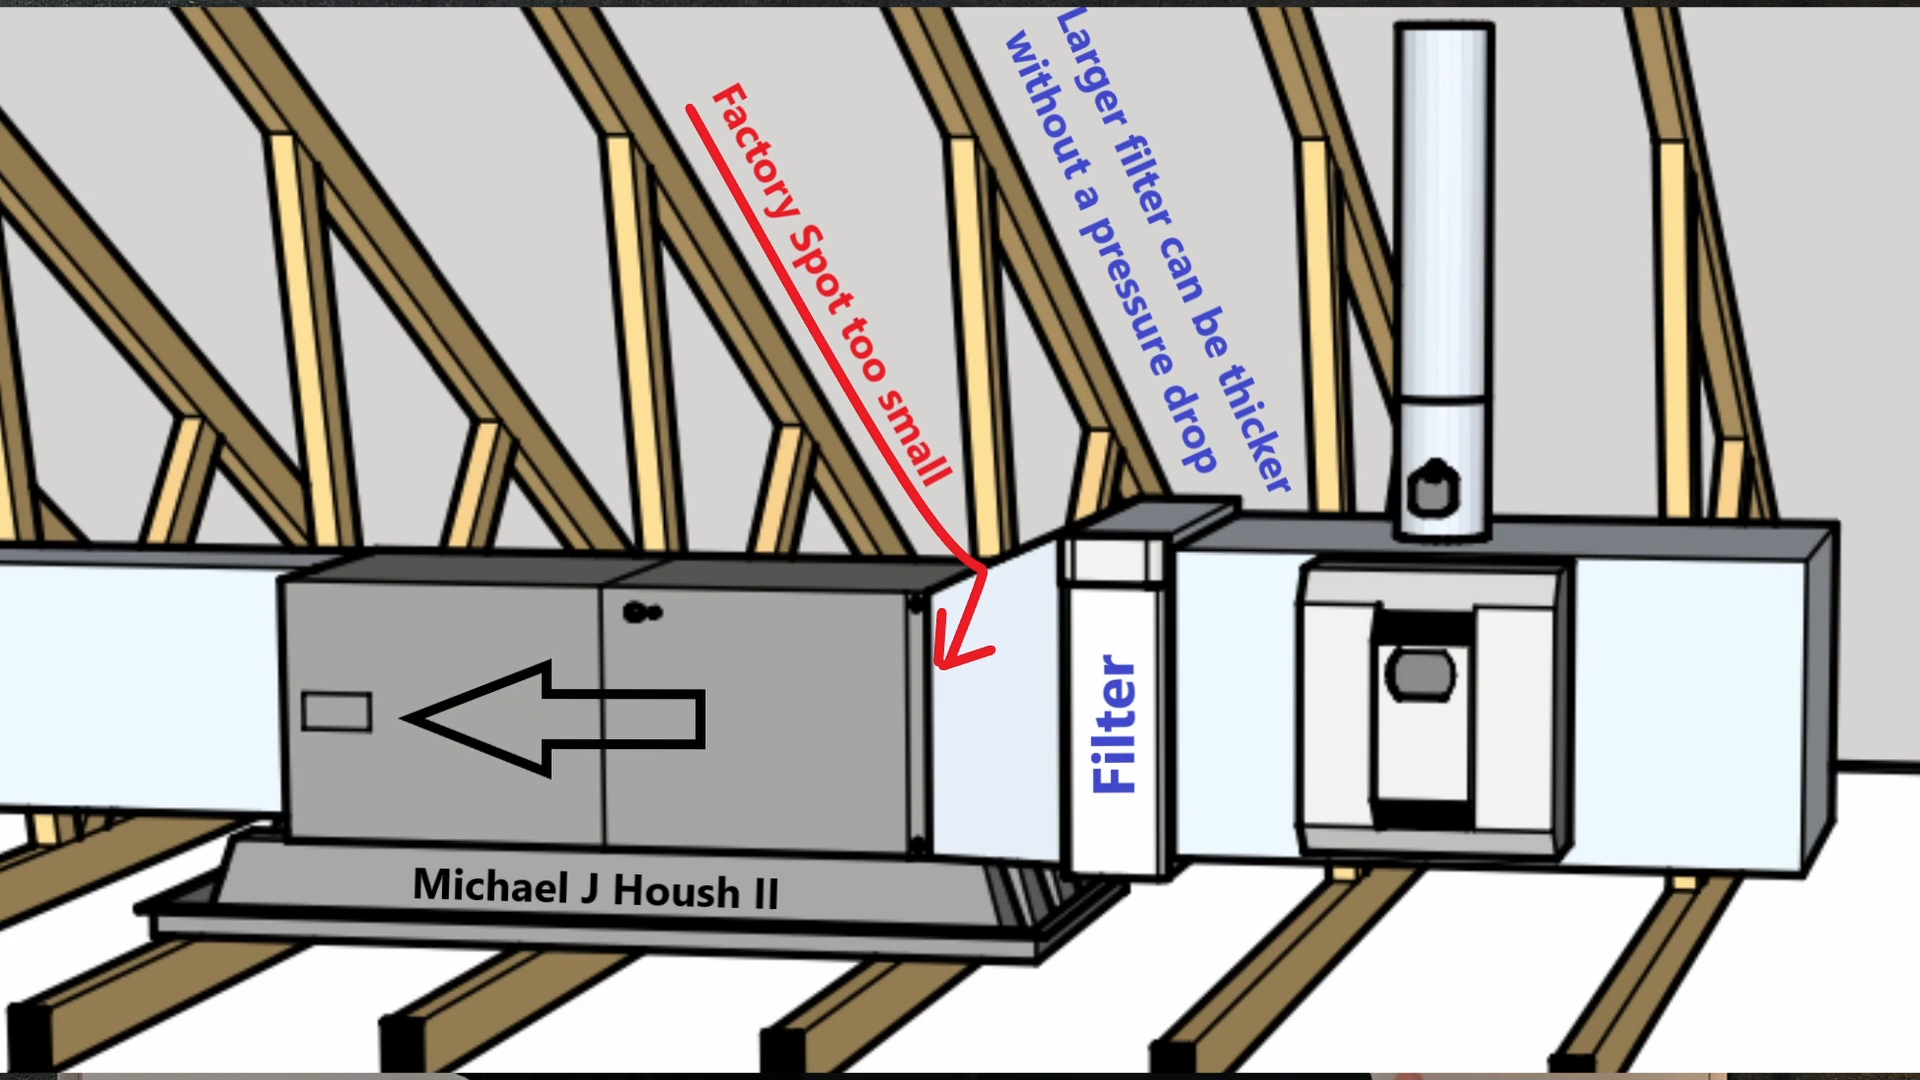 Factory Spot too small
Larger filter can be thicker
without a pressure drop
Filter
Michael J Housh II